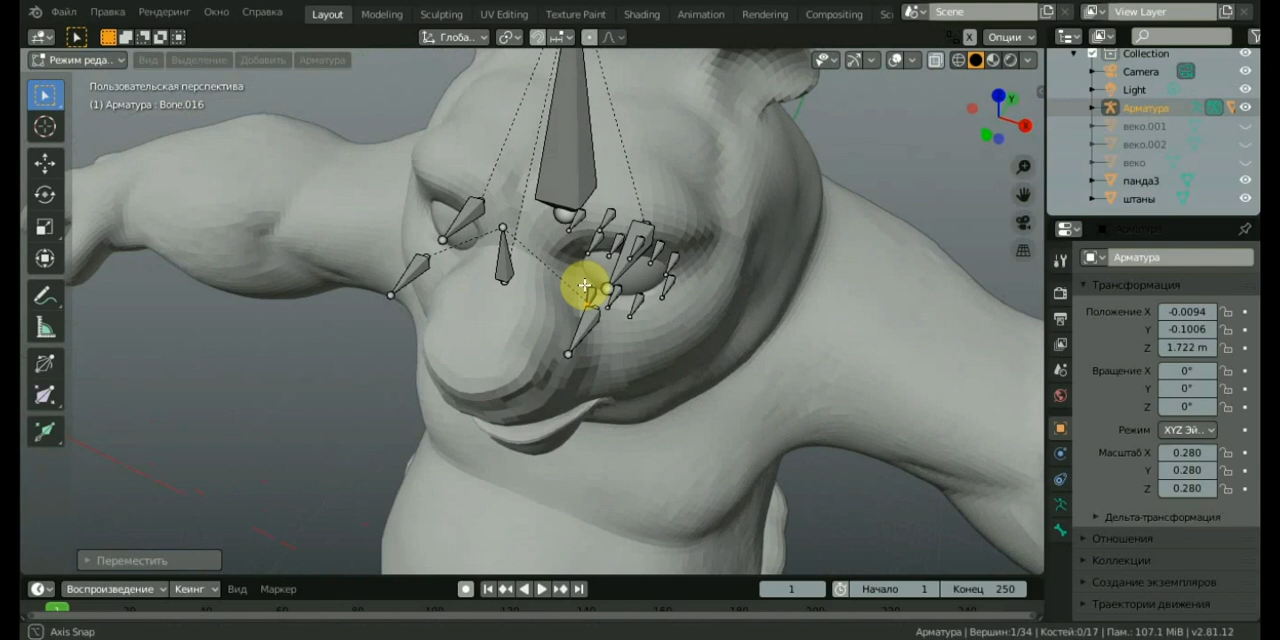 Файл Правка Рендеринг Окно Справка Layout Modeling Sculpting UV Editing Texture Paint Shading Animation Rendering Compositing Sc Scene View Layer
Глоба.. X Опции
Режим реда.. Вид Выделение Добавить Арматура
Пользовательская перспектива
(1) Арматура : Bone.016
Z Y X
Collection
Camera
Light
Арматура
веко.001
веко.002
веко
панда3
штаны
Арматура
Арматура
Трансформация
Положение X -0.0094
Y -0.1006
Z 1.722 m
Вращение X 0°
Y 0°
Z 0°
Режим XYZ Эй..
Масштаб X 0.280
Y 0.280
Z 0.280
Дельта-трансформация
Отношения
Коллекции
Создание экземпляров
Траектории движения
Переместить
Воспроизведение Кеинг Вид Маркер 1 Начало 1 Конец 250
1
Axis Snap Арматура | Вершин:1/34 | Костей:0/17 | Пам.: 107.1 MiB | v2.81.12